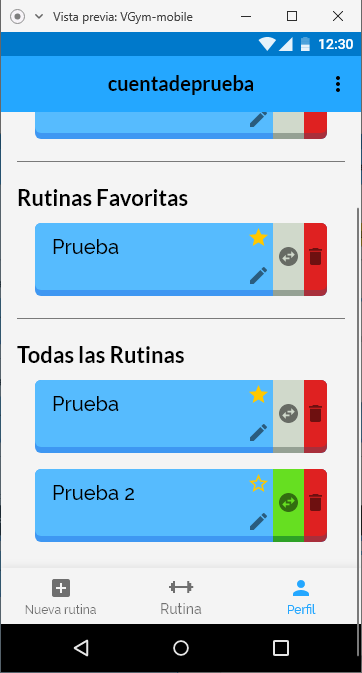 Vista previa: VGym-mobile
12:30
cuentadeprueba
Rutinas Favoritas
Prueba
Todas las Rutinas
Prueba
Prueba 2
Nueva rutina
Rutina
Perfil